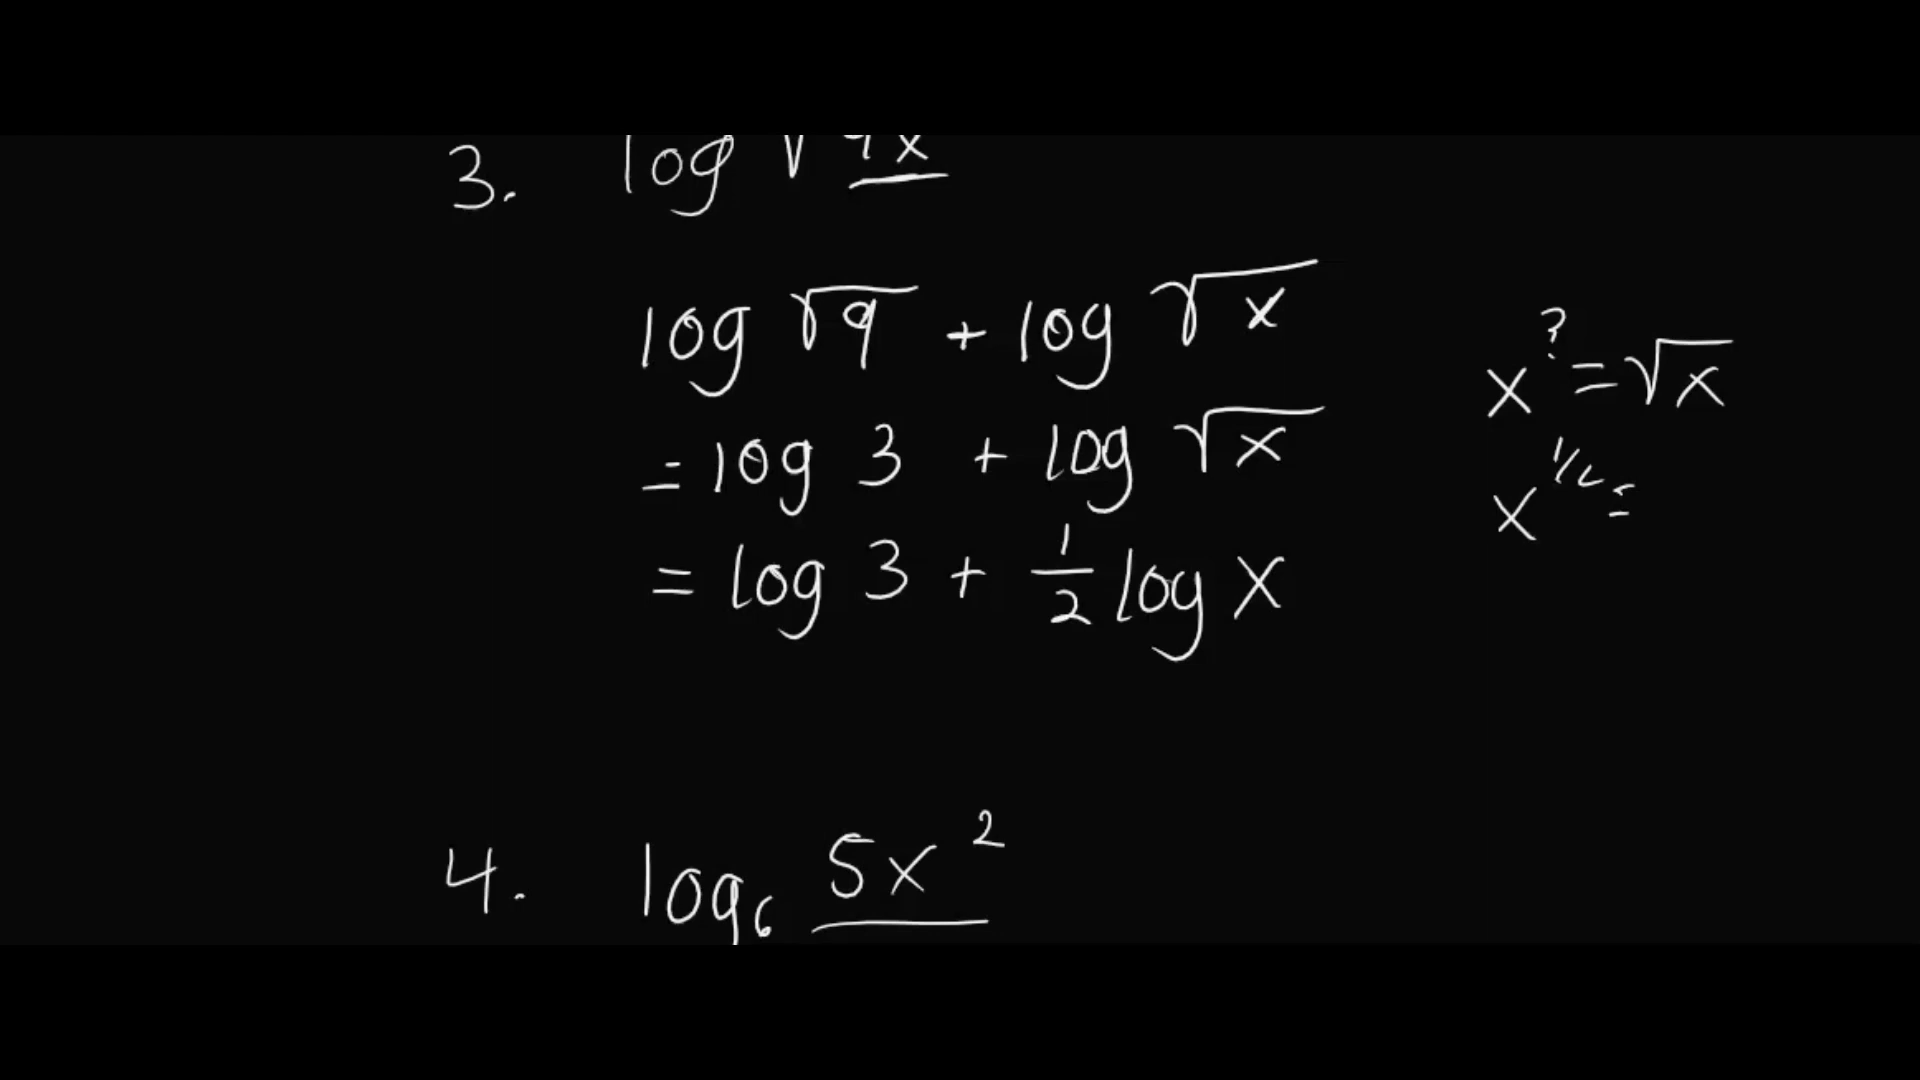 3. log √9x
log √9 + log √x
x^? = √x
= log 3 + log √x
x^1/2 =
= log 3 + 1/2 log x
4. log₆ 5x²